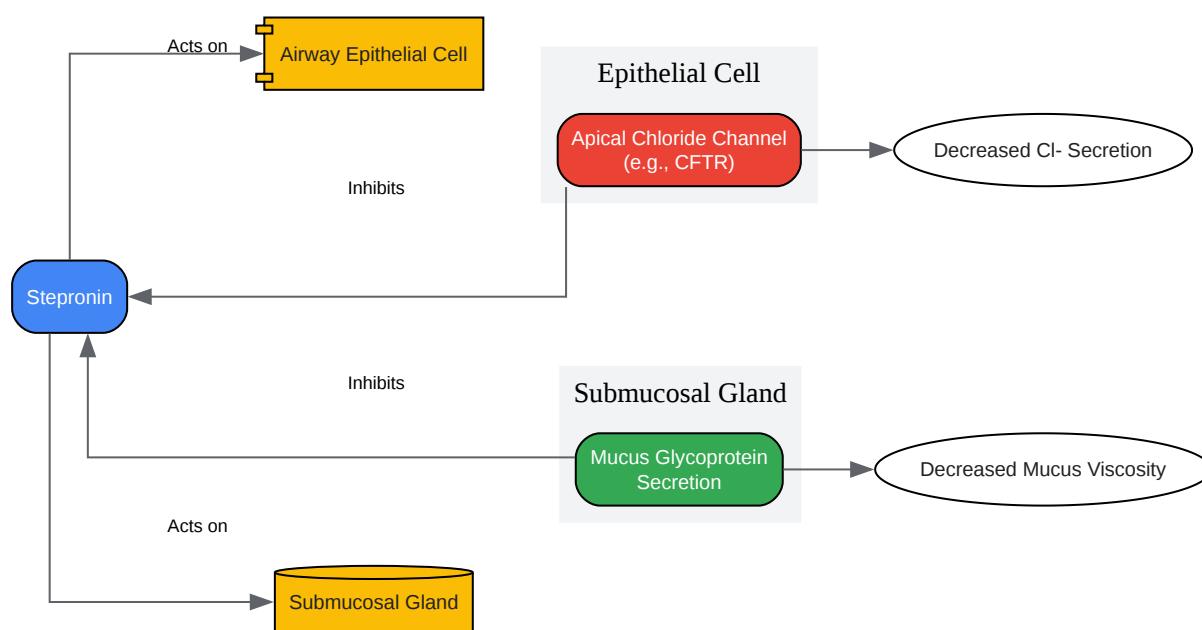 Acts on
Airway Epithelial Cell
Epithelial Cell
Apical Chloride Channel
(e.g., CFTR)
Decreased Cl- Secretion
Inhibits
Stepronin
Inhibits
Submucosal Gland
Mucus Glycoprotein
Secretion
Decreased Mucus Viscosity
Acts on
Submucosal Gland